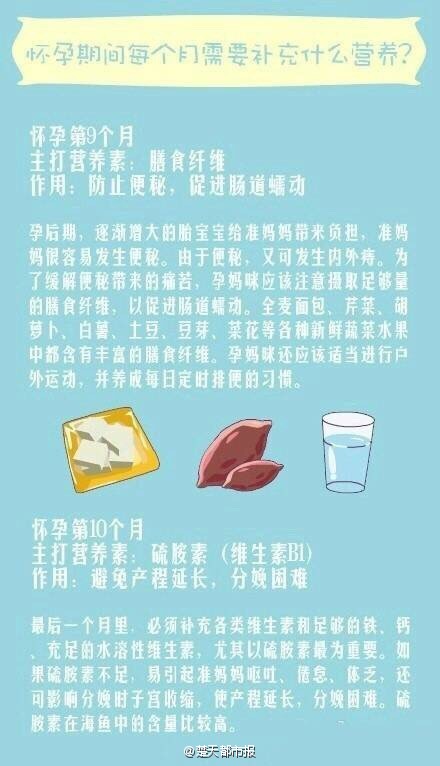 怀孕期间每个月需要补充什么营养?
怀孕第9个月
主打营养素：膳食纤维
作用：防止便秘，促进肠道蠕动
孕后期，逐渐增大的胎宝宝给准妈妈带来负担，准妈
妈很容易发生便秘。由于便秘，又可发生内外痔。为
了缓解便秘带来的痛苦，孕妈咪应该注意摄取足够量
的膳食纤维，以促进肠道蠕动。全麦面包、芹菜、胡
萝卜、白薯、土豆、豆芽、菜花等各种新鲜蔬菜水果
中都含有丰富的膳食纤维。孕妈咪还应该适当进行户
外运动，并养成每日定时排便的习惯。
怀孕第10个月
主打营养素：硫胺素（维生素B1）
作用：避免产程延长，分娩困难
最后一个月里，必须补充各类维生素和足够的铁、钙
、充足的水溶性维生素，尤其以硫胺素最为重要。如
果硫胺素不足，易引起准妈妈呕吐、倦怠、体乏，还
可影响分娩时子宫收缩，使产程延长，分娩困难。硫
胺素在海鱼中的含量比较高。
@楚天都市报